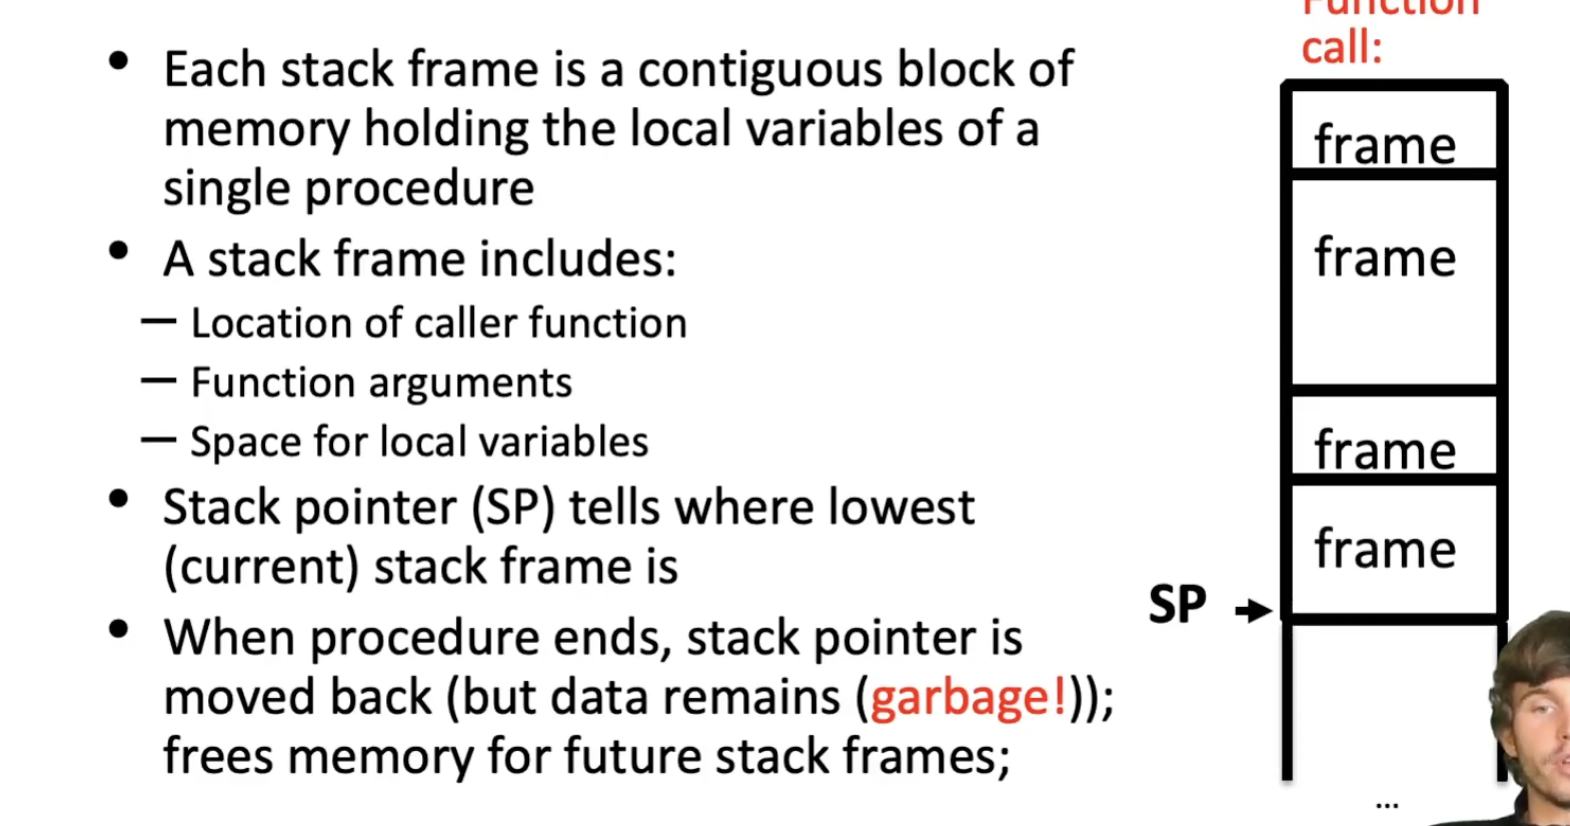 • Each stack frame is a contiguous block of
memory holding the local variables of a
single procedure
• A stack frame includes:
— Location of caller function
— Function arguments
— Space for local variables
• Stack pointer (SP) tells where lowest
(current) stack frame is
• When procedure ends, stack pointer is
moved back (but data remains (garbage!));
frees memory for future stack frames;
Function
call:
frame
frame
frame
frame
SP
...